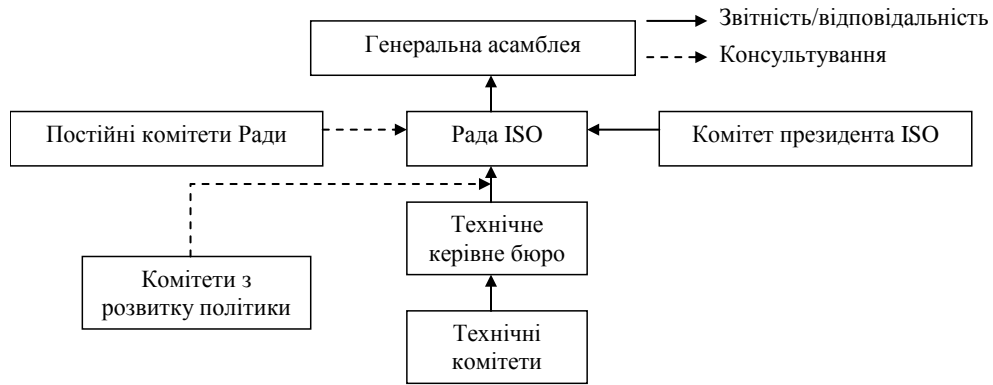 Звітність/відповідальність
Генеральна асамблея
Консультування
Постійні комітети Ради
Рада ISO
Комітет президента ISO
Технічне
керівне бюро
Комітети з
розвитку політики
Технічні
комітети